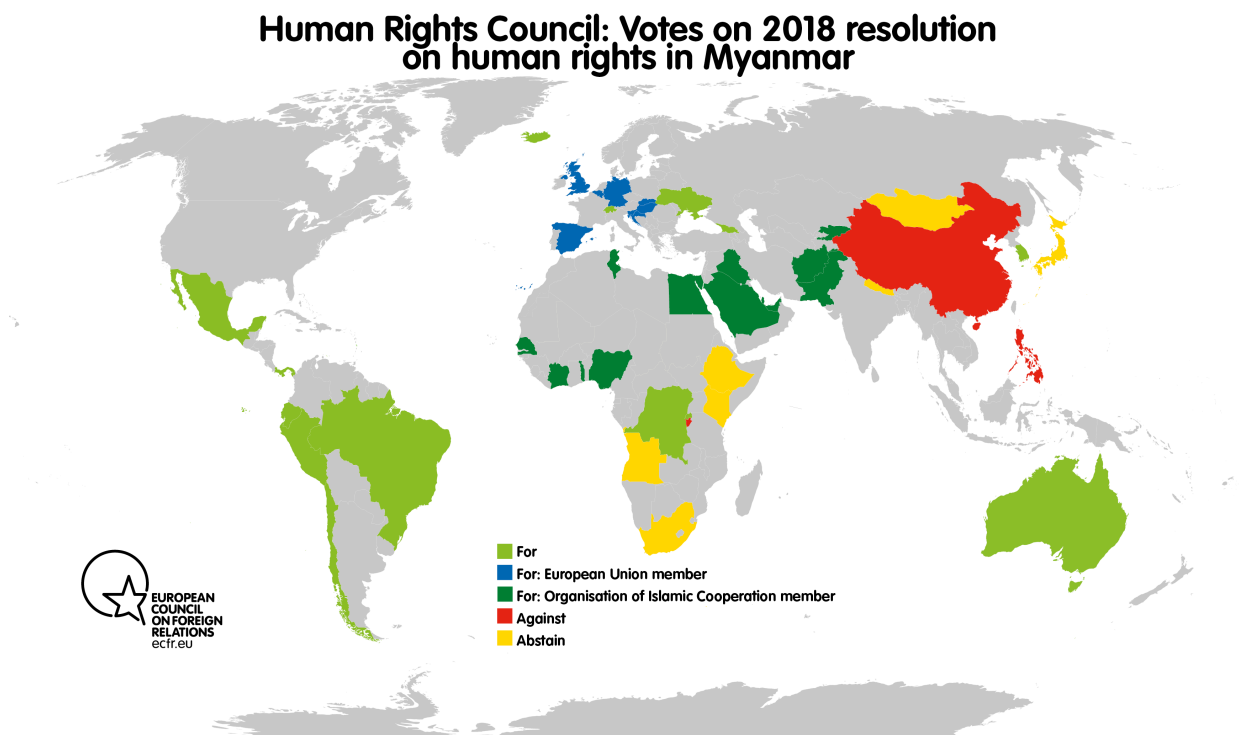 Human Rights Council: Votes on 2018 resolution
on human rights in Myanmar
For
For: European Union member
For: Organisation of Islamic Cooperation member
Against
Abstain
EUROPEAN
COUNCIL
ON FOREIGN
RELATIONS
ecfr.eu